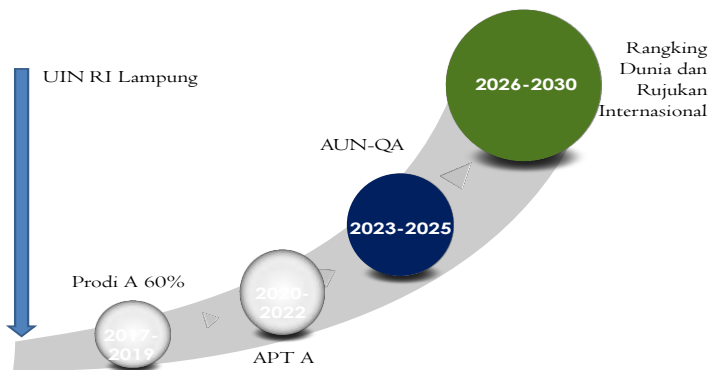 UIN RI Lampung
Rangking
Dunia dan
Rujukan
Internasional
2026-2030
AUN-QA
2023-2025
Prodi A 60%
2020-
2022
2017-
2019
APT A